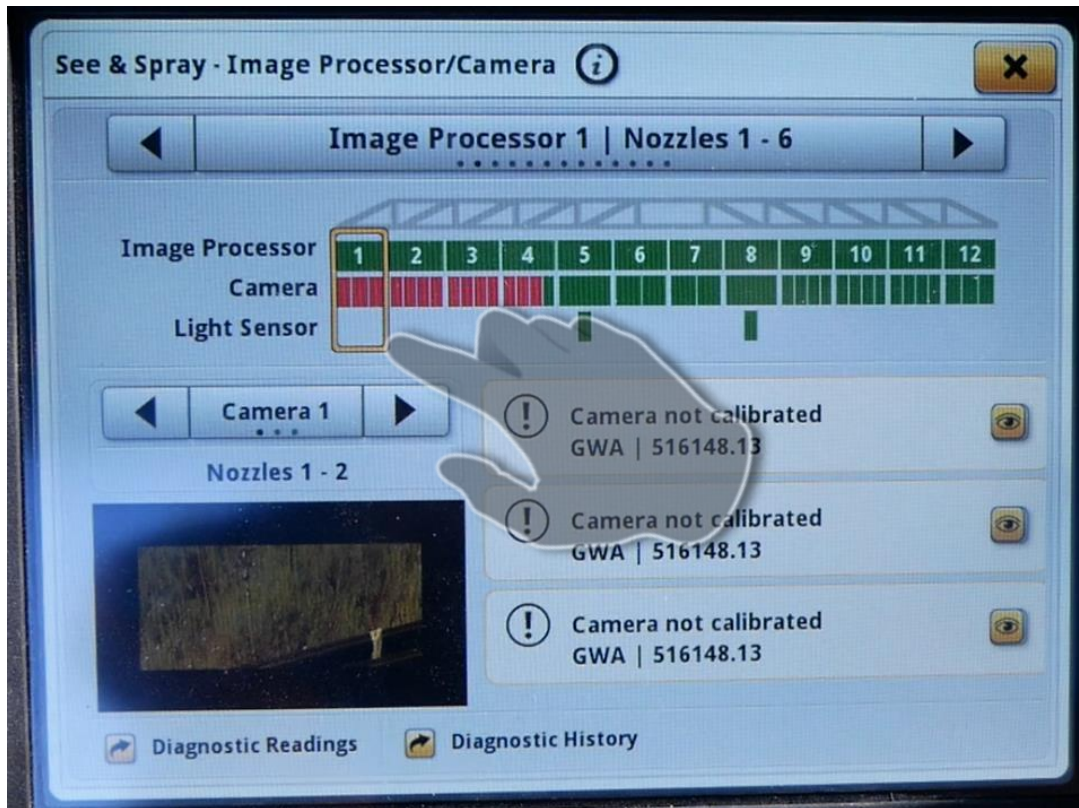 See & Spray - Image Processor/Camera i
Image Processor 1 | Nozzles 1 - 6
Image Processor 1 2 3 4 5 6 7 8 9 10 11 12
Camera
Light Sensor
Camera 1
Nozzles 1 - 2
! Camera not calibrated
GWA | 516148.13
! Camera not calibrated
GWA | 516148.13
! Camera not calibrated
GWA | 516148.13
Diagnostic Readings
Diagnostic History